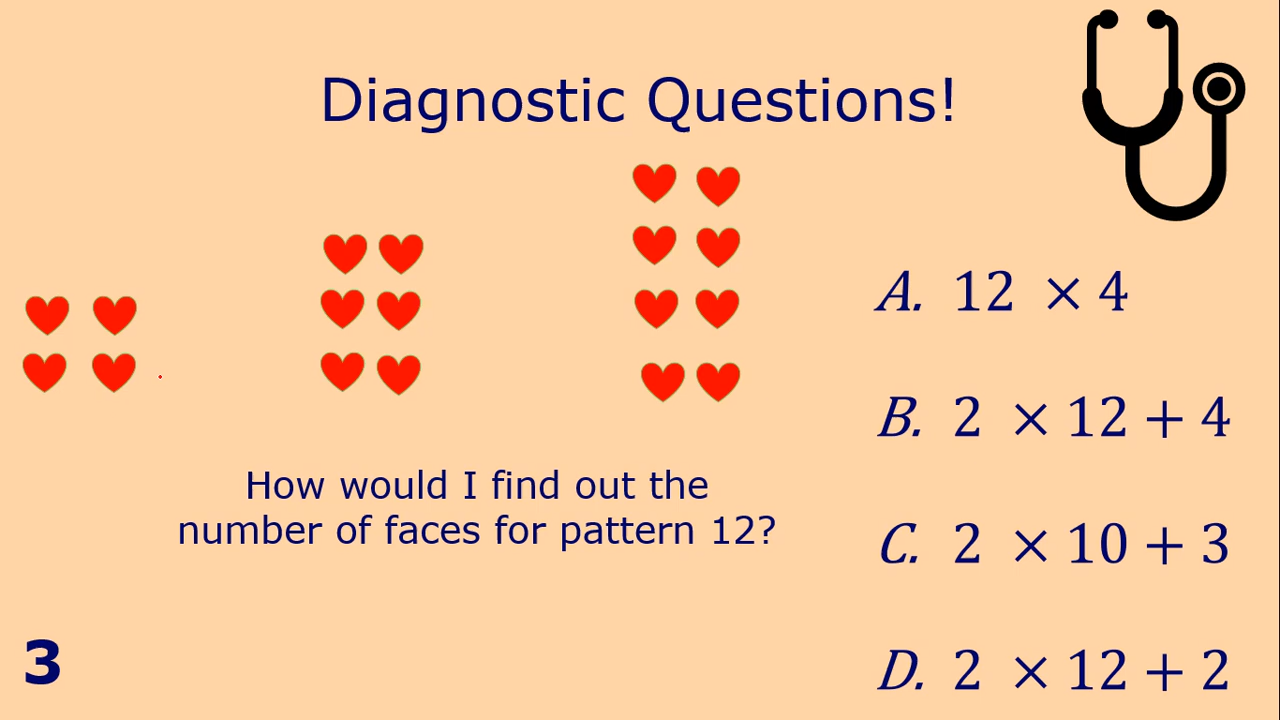 Diagnostic Questions!
A. 12 × 4
B. 2 × 12 + 4
How would I find out the
number of faces for pattern 12?
C. 2 × 10 + 3
3
D. 2 × 12 + 2